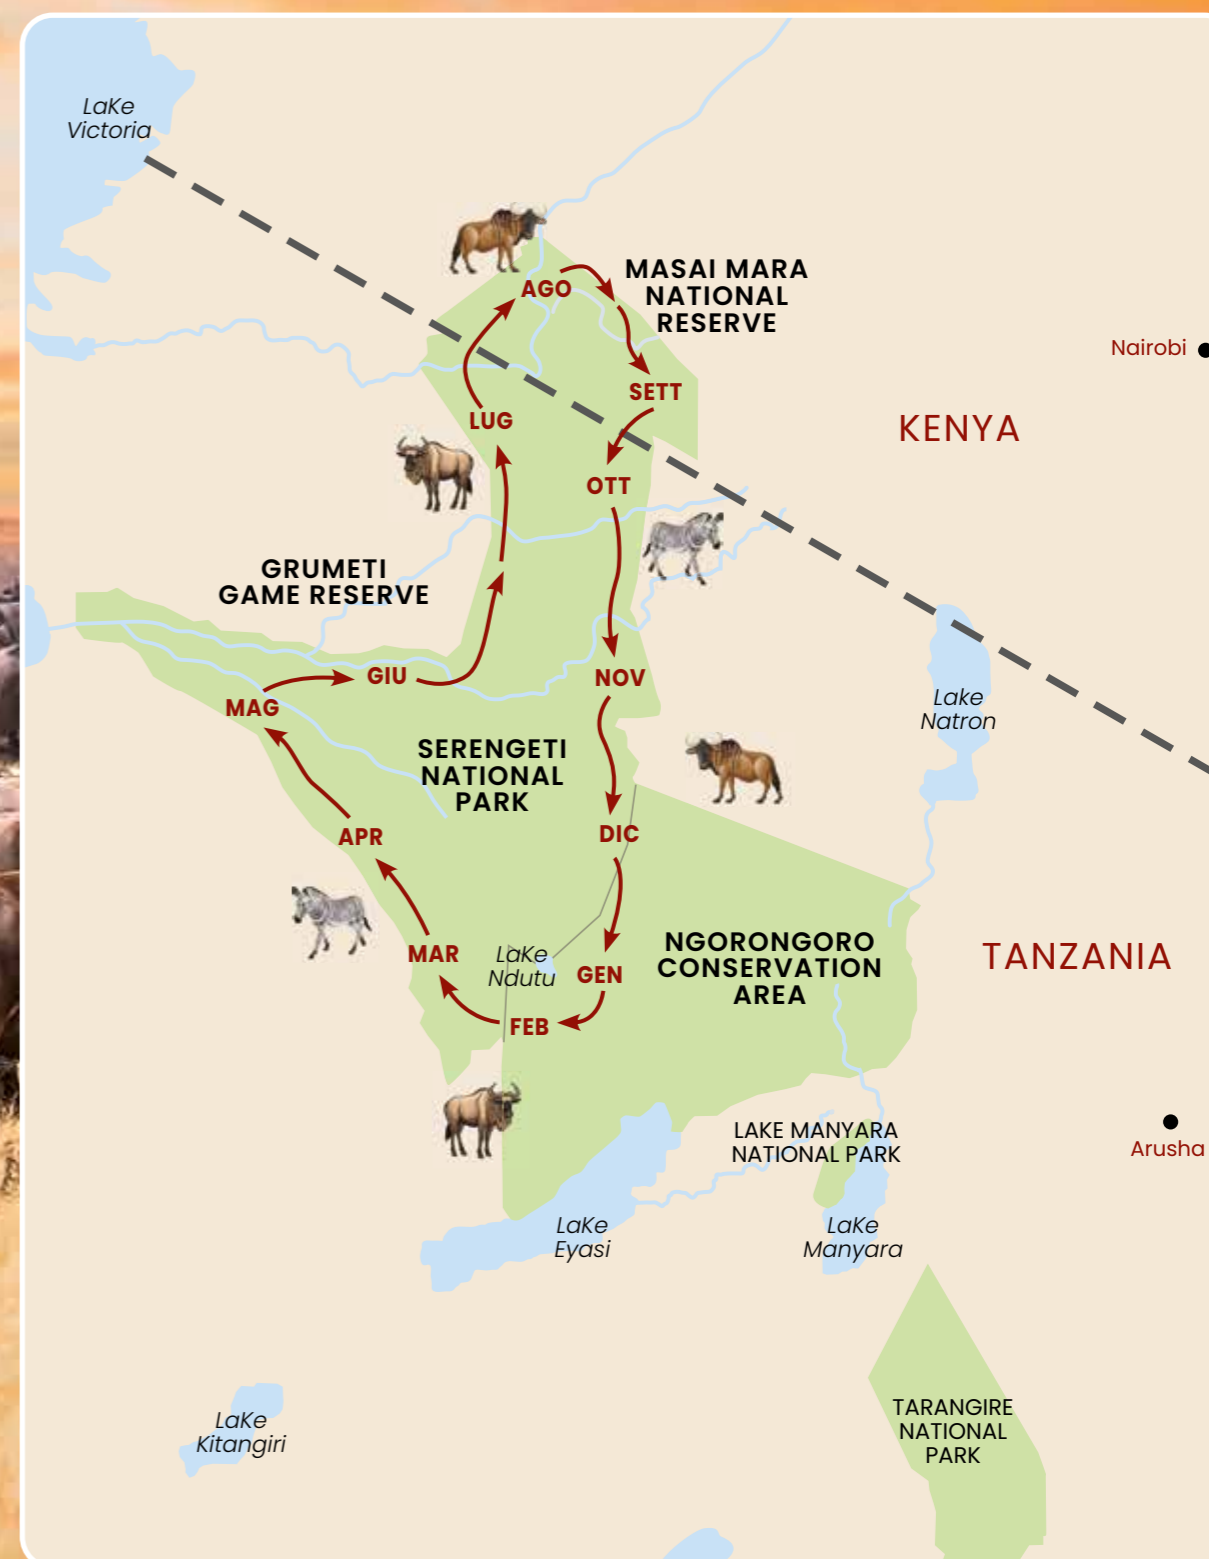 LaKe
Victoria
AGO
MASAI MARA
NATIONAL
RESERVE
Nairobi
SETT
LUG
KENYA
OTT
GRUMETI
GAME RESERVE
GIU
NOV
MAG
Lake
Natron
SERENGETI
NATIONAL
PARK
DIC
APR
MAR
LaKe
Ndutu
GEN
NGORONGORO
CONSERVATION
AREA
TANZANIA
FEB
LAKE MANYARA
NATIONAL PARK
Arusha
LaKe
Eyasi
LaKe
Manyara
TARANGIRE
NATIONAL
PARK
LaKe
Kitangiri